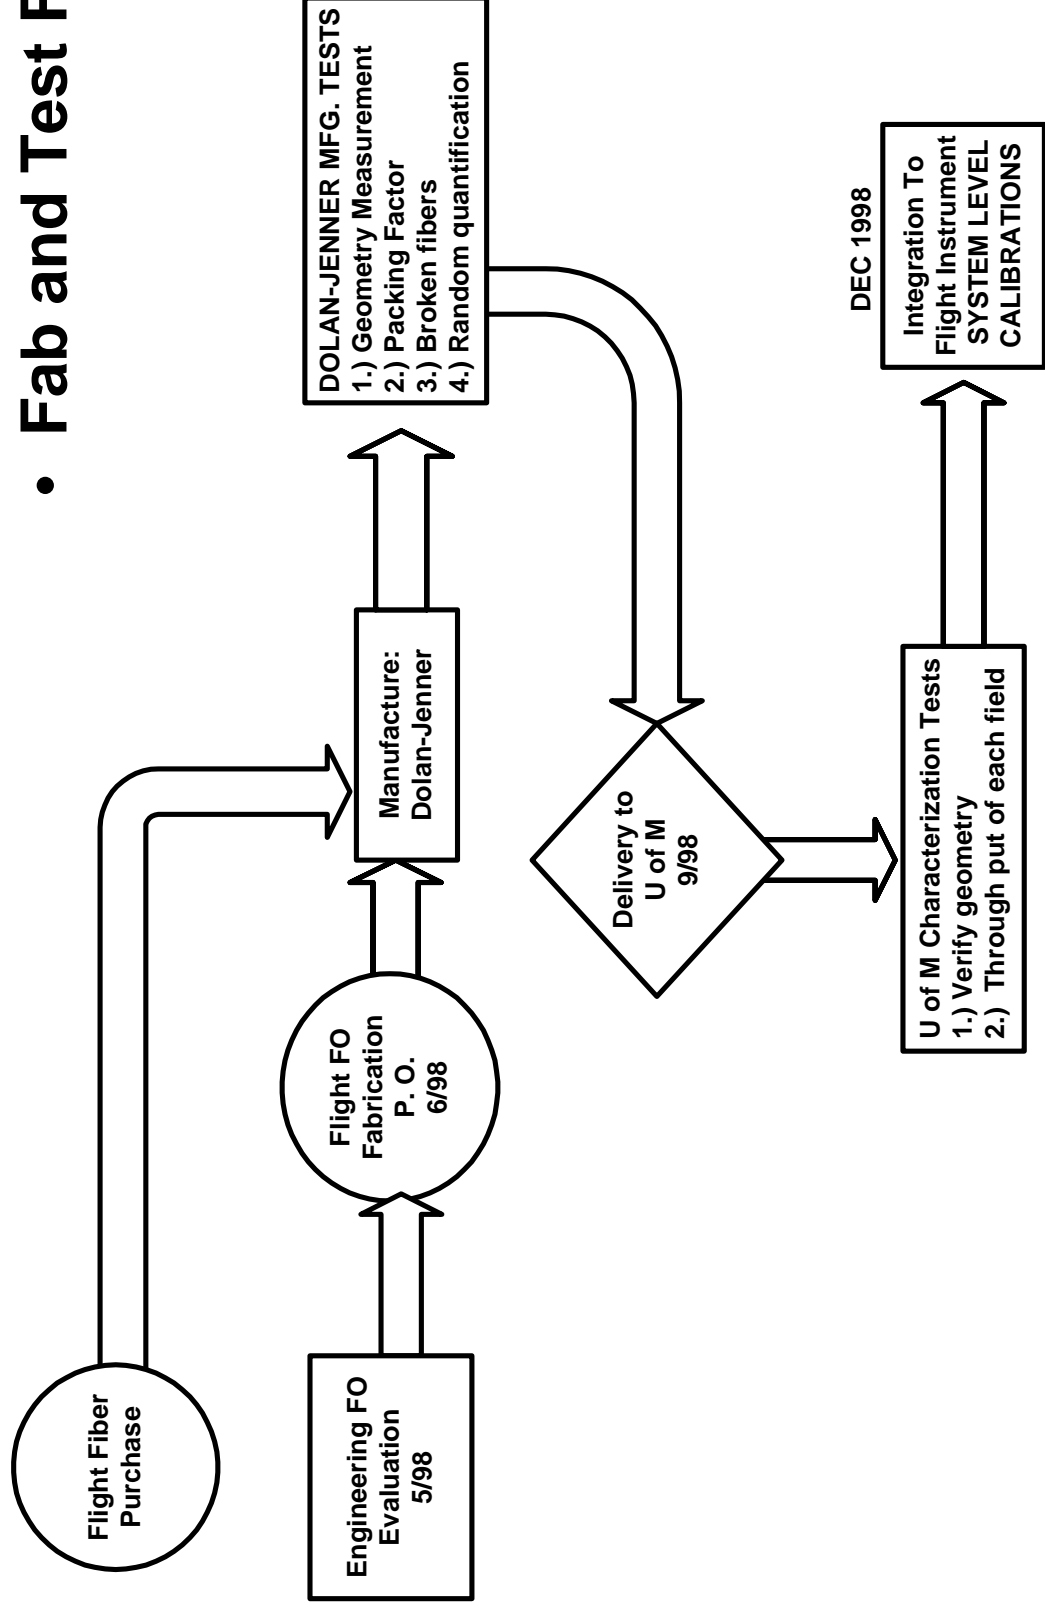 • Fab and Test
Flight Fiber
Purchase
Engineering FO
Evaluation
5/98
Flight FO
Fabrication
P. O.
6/98
Manufacture:
Dolan-Jenner
DOLAN-JENNER MFG. TESTS
1.) Geometry Measurement
2.) Packing Factor
3.) Broken fibers
4.) Random quantification
Delivery to
U of M
9/98
U of M Characterization Tests
1.) Verify geometry
2.) Through put of each field
DEC 1998
Integration To
Flight Instrument
SYSTEM LEVEL
CALIBRATIONS